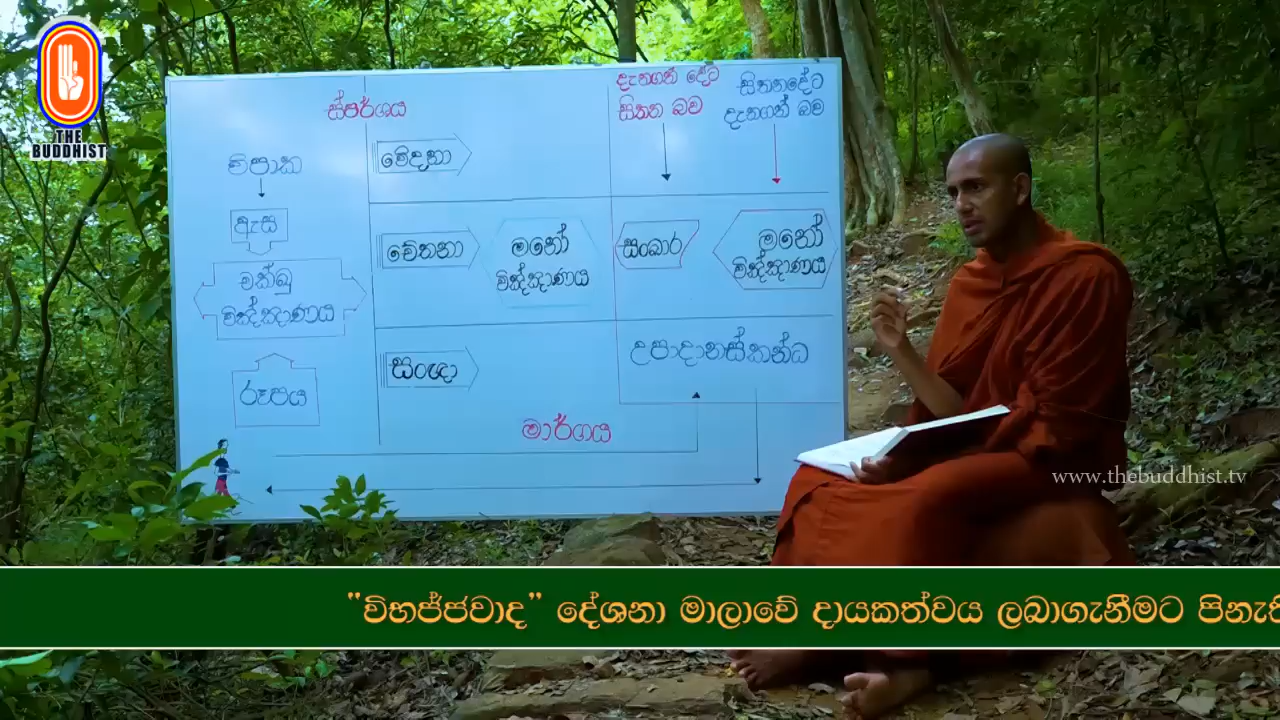 THE
BUDDHIST
ස්පර්ශය
දැනගත් දේට
සිතන බව
සිතනදේට
දැනගත් බව
විපාක
වේදනා
ඇස
චේතනා
මනෝ
වික්ද්ඤාණය
සංඛාර
මනෝ
වික්ද්ඤාණය
චක්ඛු
වික්ද්ඤාණය
උපාදානස්කන්ධ
රූපය
සංඥා
මාර්ගය
www.thebuddhist.tv
"විභජ්ජවාද" දේශනා මාලාවේ දායකත්වය ලබාගැනීමට